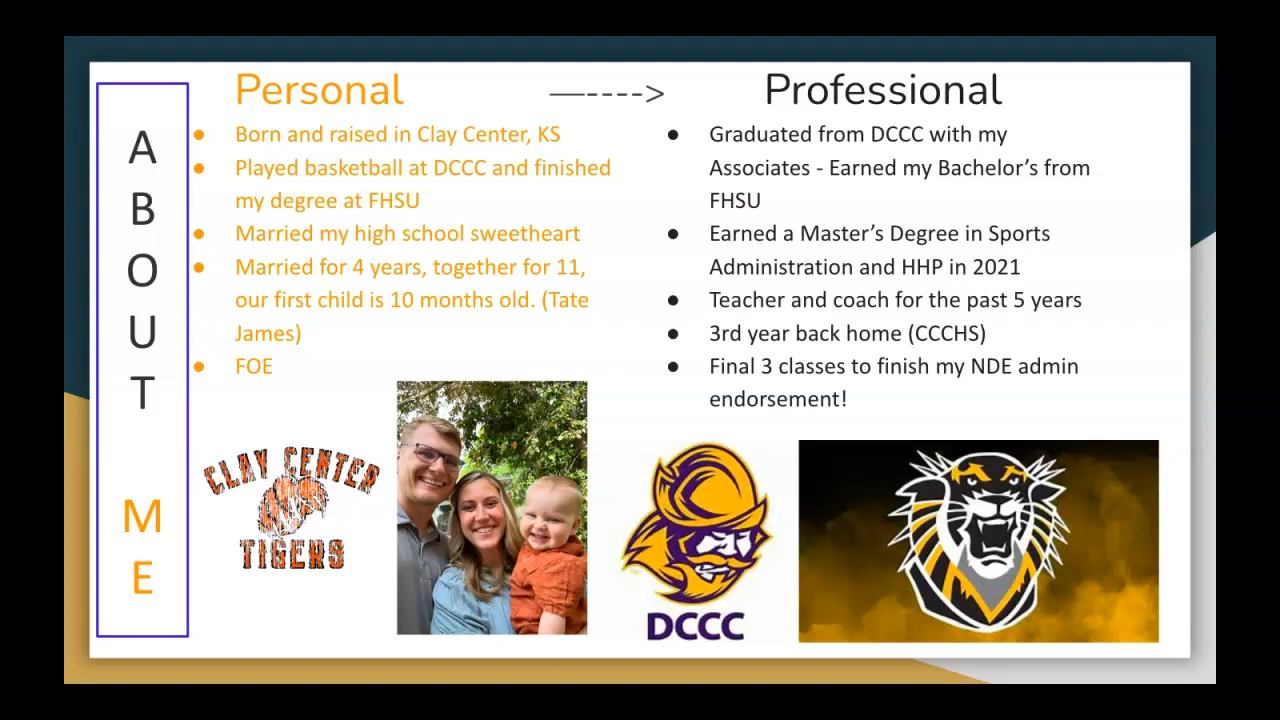 ABOUT
ME
Personal
● Born and raised in Clay Center, KS
● Played basketball at DCCC and finished
my degree at FHSU
● Married my high school sweetheart
● Married for 4 years, together for 11,
our first child is 10 months old. (Tate
James)
● FOE
—---->
Professional
● Graduated from DCCC with my
Associates - Earned my Bachelor’s from
FHSU
● Earned a Master’s Degree in Sports
Administration and HHP in 2021
● Teacher and coach for the past 5 years
● 3rd year back home (CCCHS)
● Final 3 classes to finish my NDE admin
endorsement!
CLAY CENTER
TIGERS
DCCC